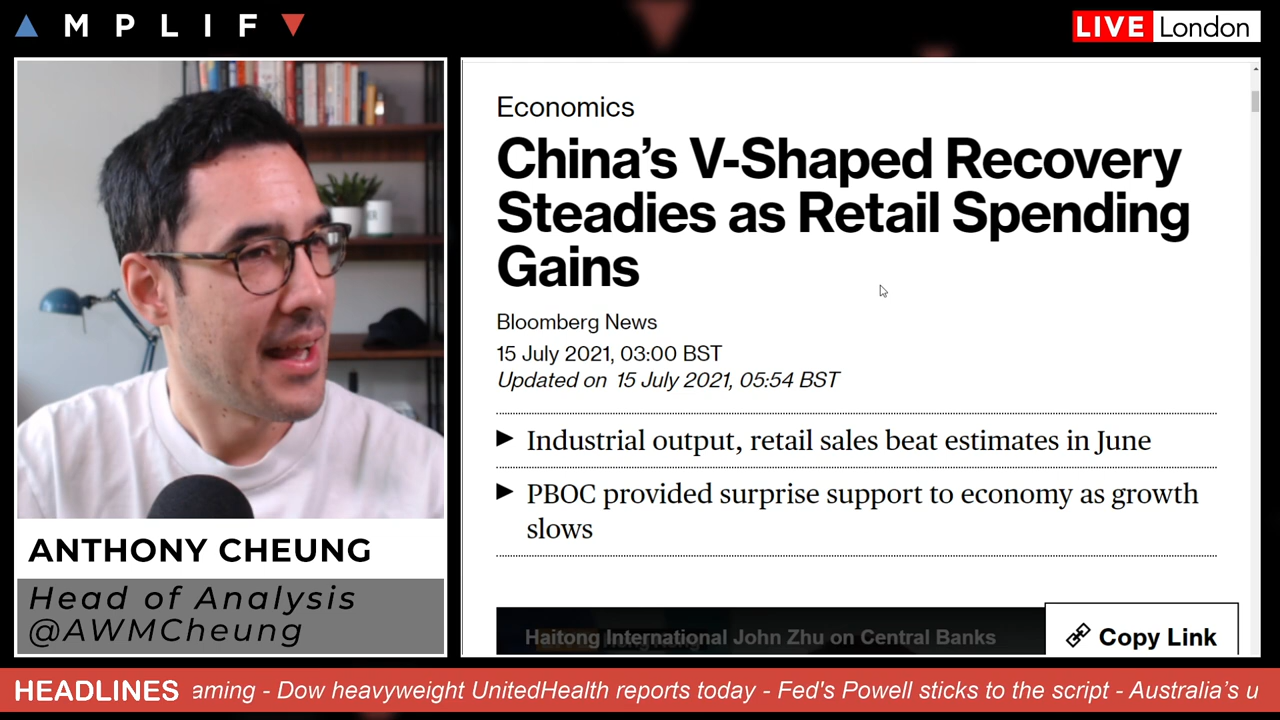 AMPLIFY
LIVE London
Economics
China's V-Shaped Recovery
Steadies as Retail Spending
Gains
Bloomberg News
15 July 2021, 03:00 BST
Updated on 15 July 2021, 05:54 BST
Industrial output, retail sales beat estimates in June
PBOC provided surprise support to economy as growth
slows
Haitong International John Zhu on Central Banks
Copy Link
ANTHONY CHEUNG
Head of Analysis
@AWMCheung
HEADLINES aming - Dow heavyweight UnitedHealth reports today - Fed's Powell sticks to the script - Australia's u